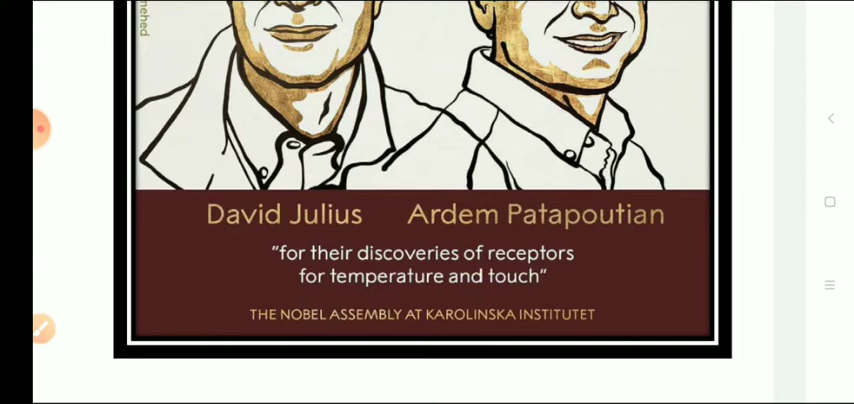 mehed
David Julius Ardem Patapoutian
“for their discoveries of receptors
for temperature and touch“
THE NOBEL ASSEMBLY AT KAROLINSKA INSTITUTET